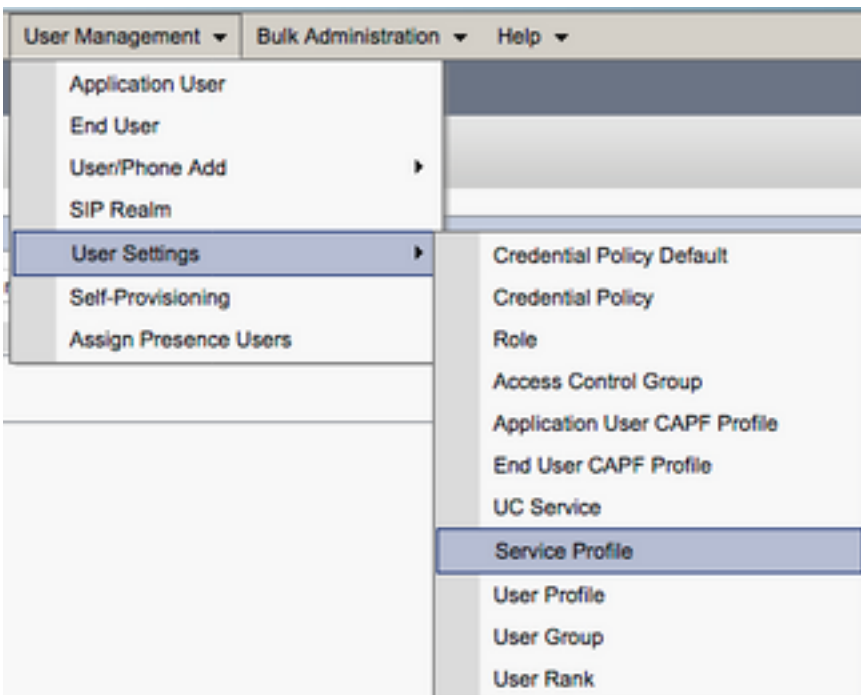 User Management Bulk Administration Help
Application User
End User
User/Phone Add
SIP Realm
User Settings
Self-Provisioning
Assign Presence Users
Credential Policy Default
Credential Policy
Role
Access Control Group
Application User CAPF Profile
End User CAPF Profile
UC Service
Service Profile
User Profile
User Group
User Rank